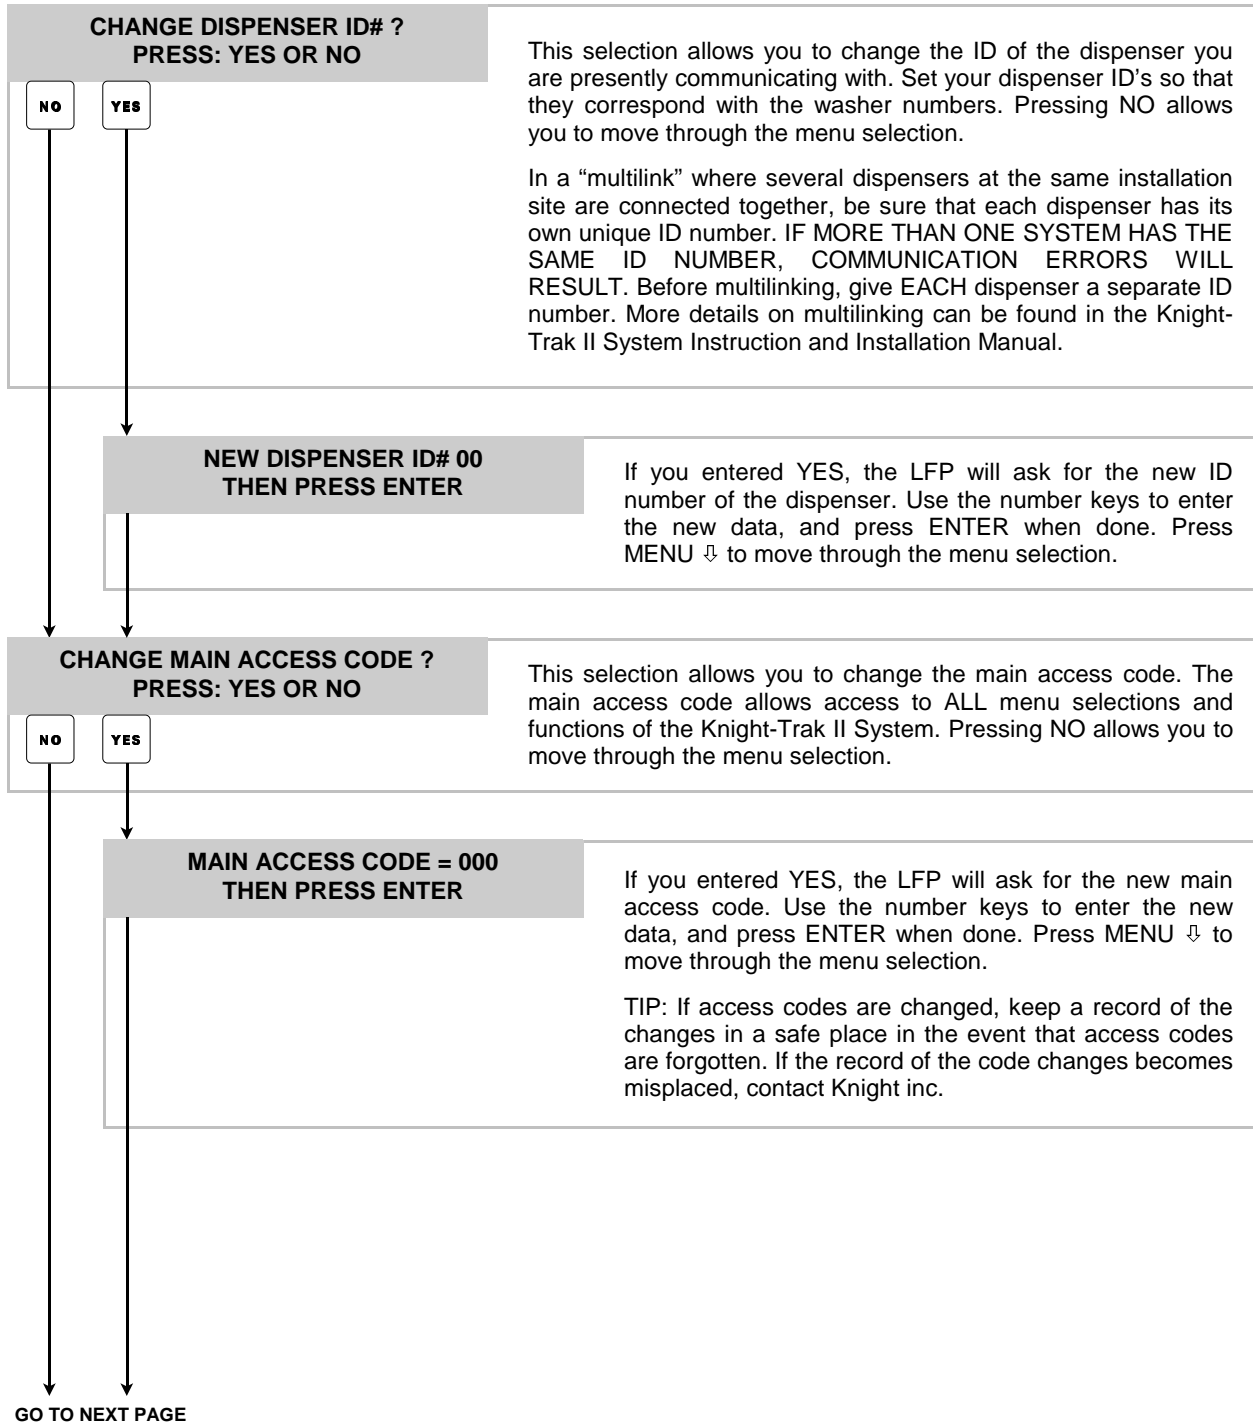 CHANGE DISPENSER ID# ?
PRESS: YES OR NO
NO
YES
This selection allows you to change the ID of the dispenser you
are presently communicating with. Set your dispenser ID's so that
they correspond with the washer numbers. Pressing NO allows
you to move through the menu selection.
In a “multilink” where several dispensers at the same installation
site are connected together, be sure that each dispenser has its
own unique ID number. IF MORE THAN ONE SYSTEM HAS THE
SAME ID NUMBER, COMMUNICATION ERRORS WILL
RESULT. Before multilinking, give EACH dispenser a separate ID
number. More details on multilinking can be found in the Knight-
Trak II System Instruction and Installation Manual.
NEW DISPENSER ID# 00
THEN PRESS ENTER
If you entered YES, the LFP will ask for the new ID
number of the dispenser. Use the number keys to enter
the new data, and press ENTER when done. Press
MENU ⇩ to move through the menu selection.
CHANGE MAIN ACCESS CODE ?
PRESS: YES OR NO
NO
YES
This selection allows you to change the main access code. The
main access code allows access to ALL menu selections and
functions of the Knight-Trak II System. Pressing NO allows you to
move through the menu selection.
MAIN ACCESS CODE = 000
THEN PRESS ENTER
If you entered YES, the LFP will ask for the new main
access code. Use the number keys to enter the new
data, and press ENTER when done. Press MENU ⇩ to
move through the menu selection.
TIP: If access codes are changed, keep a record of the
changes in a safe place in the event that access codes
are forgotten. If the record of the code changes becomes
misplaced, contact Knight inc.
GO TO NEXT PAGE